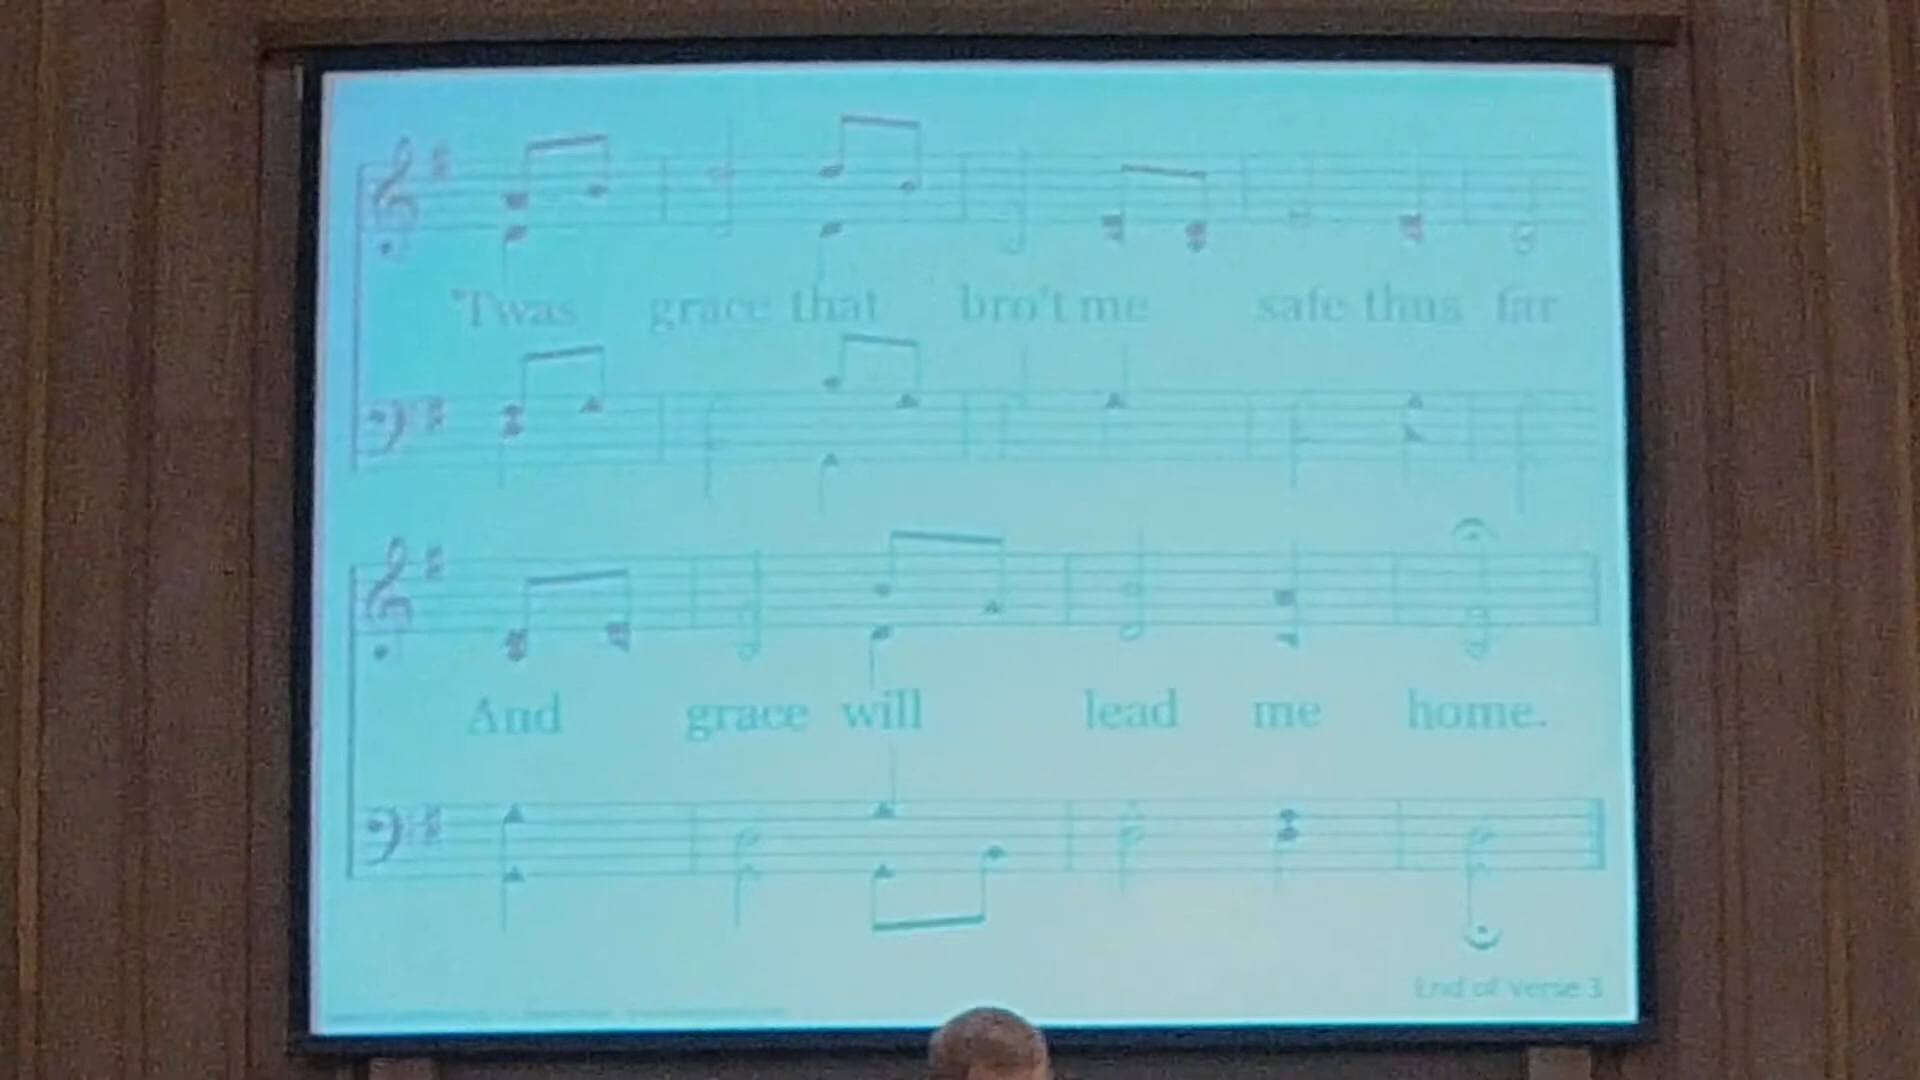 'Twas grace that bro't me safe thus far
And grace will lead me home.
End of Verse 3